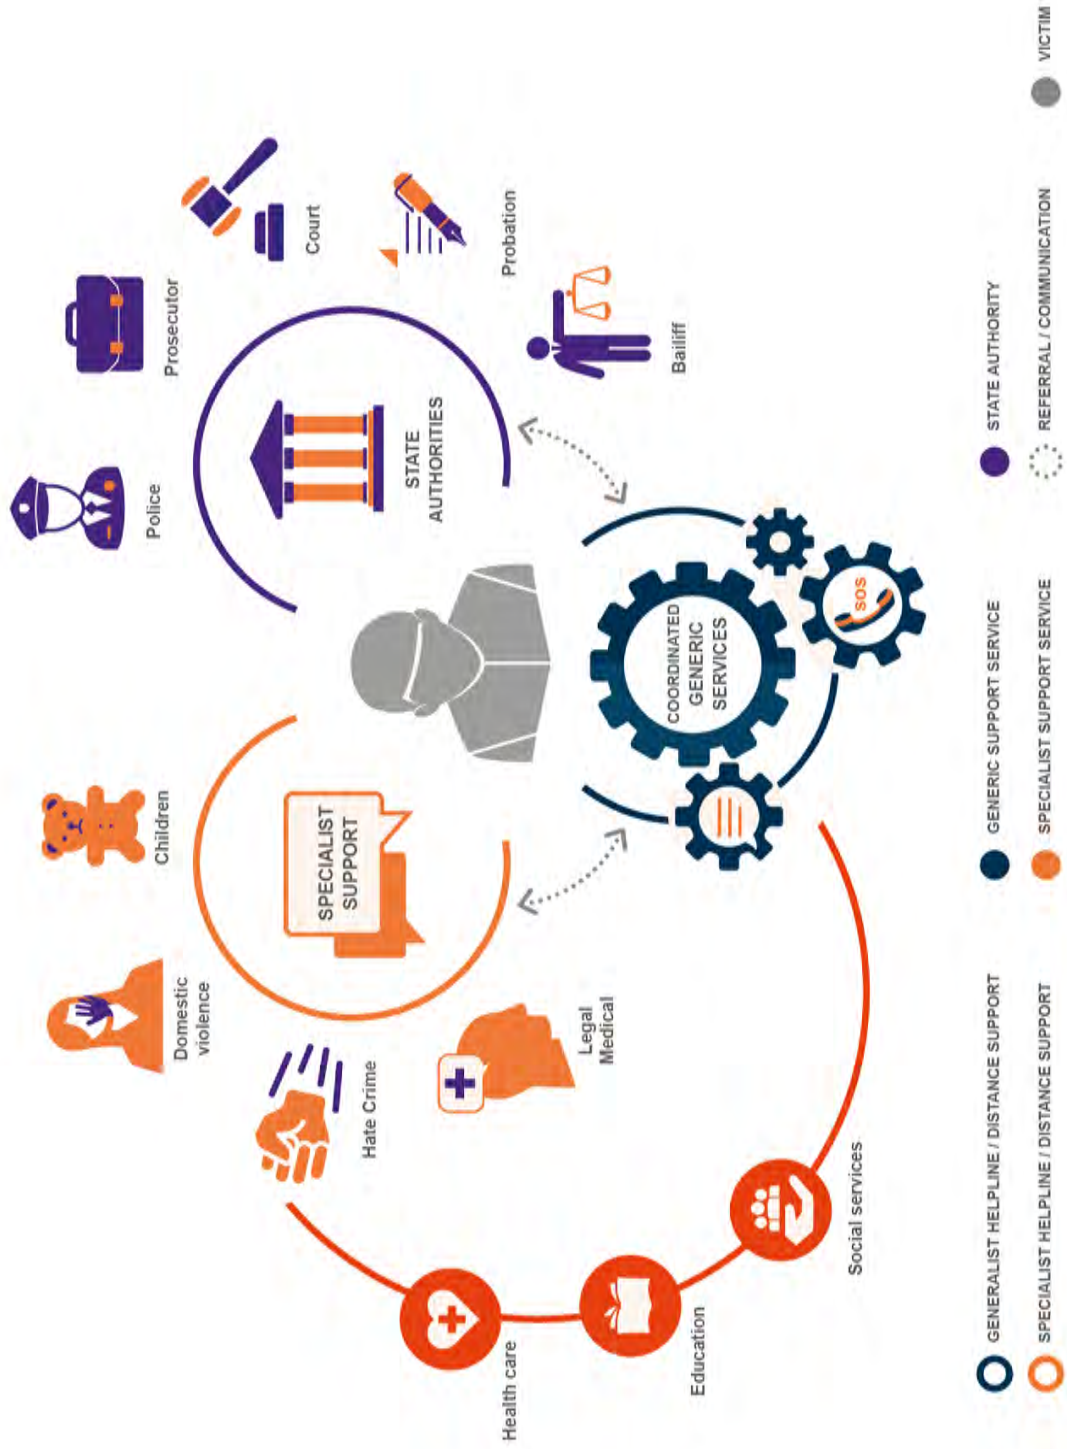 Domestic
violence
Children
Police
Prosecutor
Hate Crime
SPECIALIST
SUPPORT
STATE
AUTHORITIES
Court
Legal
Medical
Probation
Bailiff
Health care
Education
Social services
COORDINATED
GENERIC
SERVICES
SOS
GENERALIST HELPLINE / DISTANCE SUPPORT
GENERIC SUPPORT SERVICE
STATE AUTHORITY
SPECIALIST HELPLINE / DISTANCE SUPPORT
SPECIALIST SUPPORT SERVICE
REFERRAL / COMMUNICATION
VICTIM